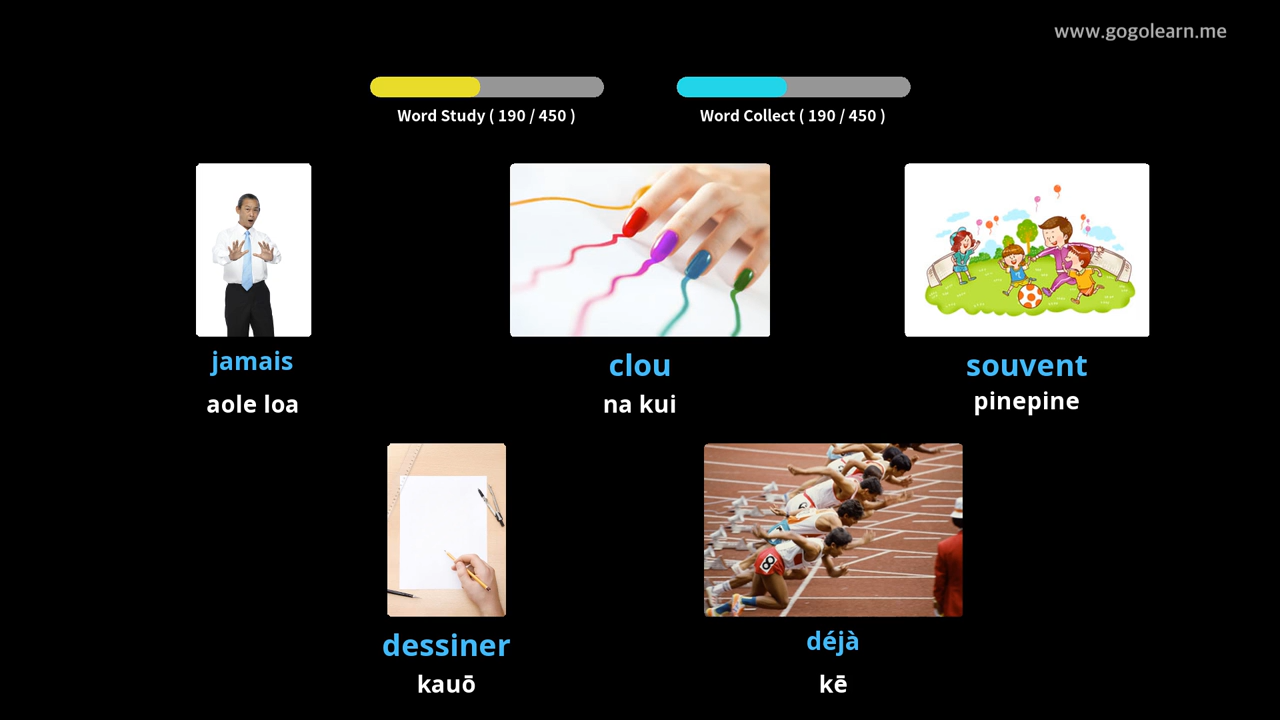 www.gogolearn.me
Word Study ( 190 / 450 )
Word Collect ( 190 / 450 )
jamais
aole loa
clou
na kui
souvent
pinepine
dessiner
kauō
déjà
kē